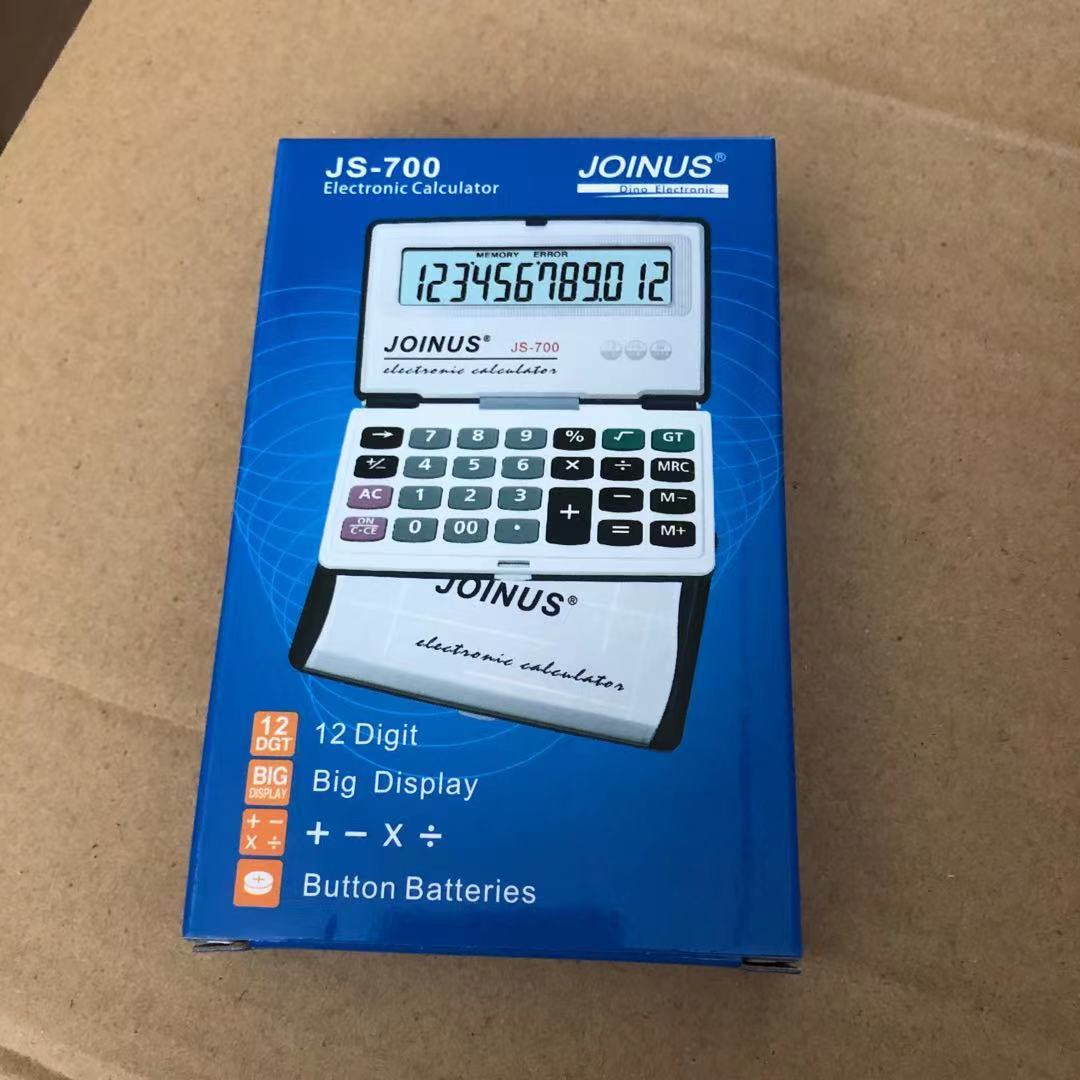 JS-700 JOINUS®
Electronic Calculator Dino Electronic
MEMORY ERROR
123456789.012
JOINUS® JS-700
electronic calculator
→ 7 8 9 % √ GT
+/- 4 5 6 × ÷ MRC
AC 1 2 3 + − M−
ON
C·CE 0 00 · = M+
JOINUS®
electronic calculator
12
DGT 12 Digit
BIG
DISPLAY Big Display
+ −
X ÷ + − X ÷
Button Batteries